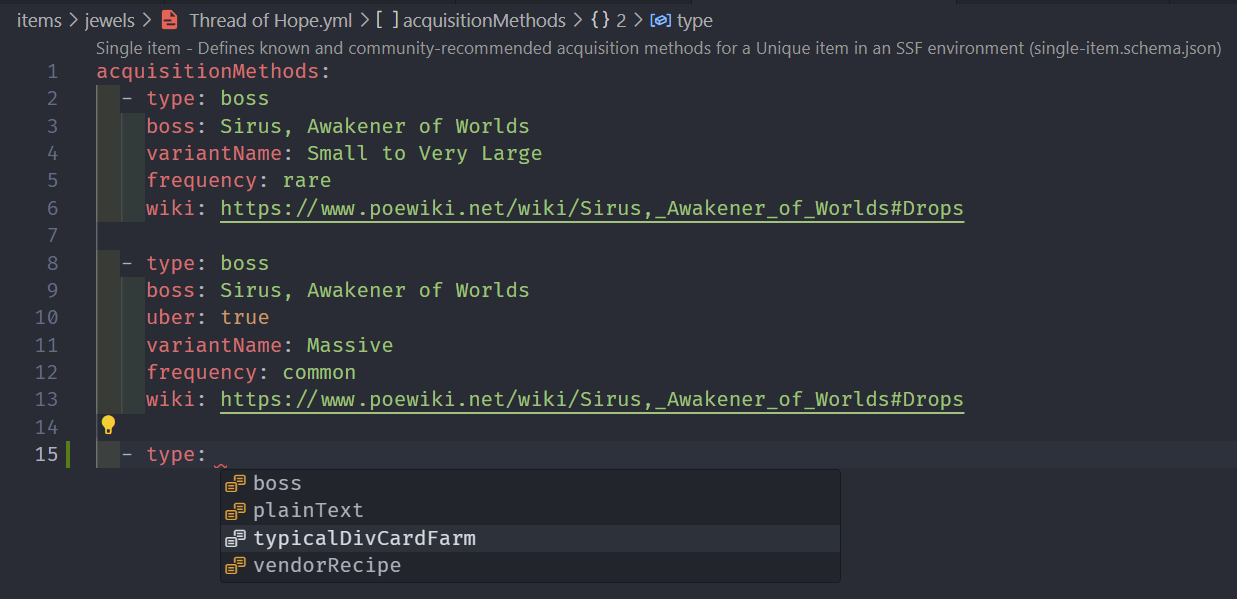 items > jewels > Thread of Hope.yml > [ ] acquisitionMethods > {} 2 > type
Single item - Defines known and community-recommended acquisition methods for a Unique item in an SSF environment (single-item.schema.json)
1 acquisitionMethods:
2 - type: boss
3 boss: Sirus, Awakener of Worlds
4 variantName: Small to Very Large
5 frequency: rare
6 wiki: https://www.poewiki.net/wiki/Sirus,_Awakener_of_Worlds#Drops
7
8 - type: boss
9 boss: Sirus, Awakener of Worlds
10 uber: true
11 variantName: Massive
12 frequency: common
13 wiki: https://www.poewiki.net/wiki/Sirus,_Awakener_of_Worlds#Drops
14
15 - type:
boss
plainText
typicalDivCardFarm
vendorRecipe